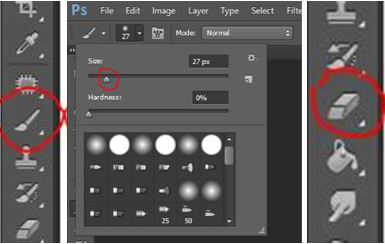 Ps File Edit Image Layer Type Select Filte
27 Mode: Normal
Size: 27 px
Hardness: 0%
25 50